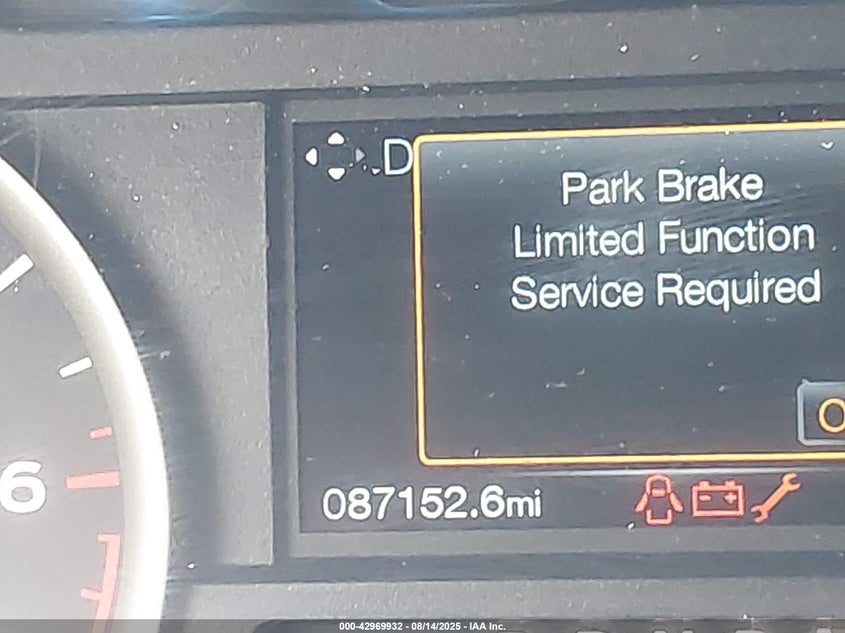 D
Park Brake
Limited Function
Service Required
O
6
087152.6mi
000-42969932 - 08/14/2025 - IAA Inc.